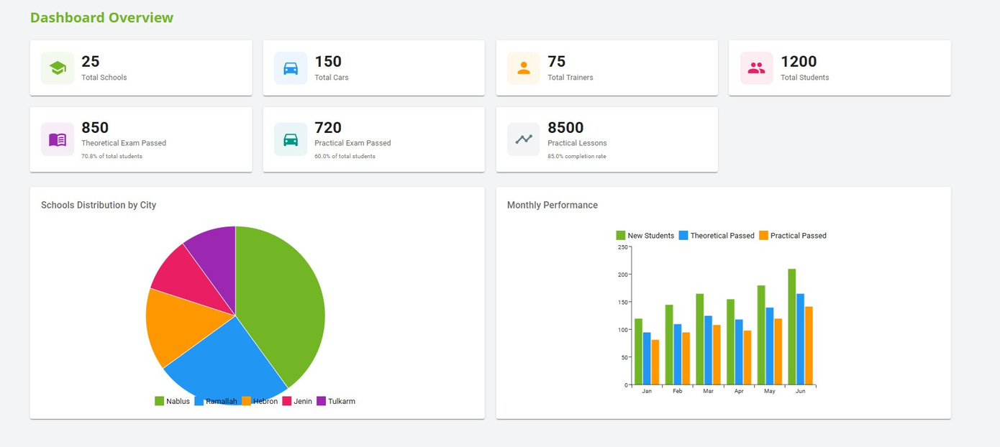 Dashboard Overview
25
Total Schools
150
Total Cars
75
Total Trainers
1200
Total Students
850
Theoretical Exam Passed
70.8% of total students
720
Practical Exam Passed
60.0% of total students
8500
Practical Lessons
85.0% completion rate
Schools Distribution by City
Nablus Ramallah Hebron Jenin Tulkarm
Monthly Performance
New Students Theoretical Passed Practical Passed
250
200
150
100
50
0
Jan Feb Mar Apr May Jun